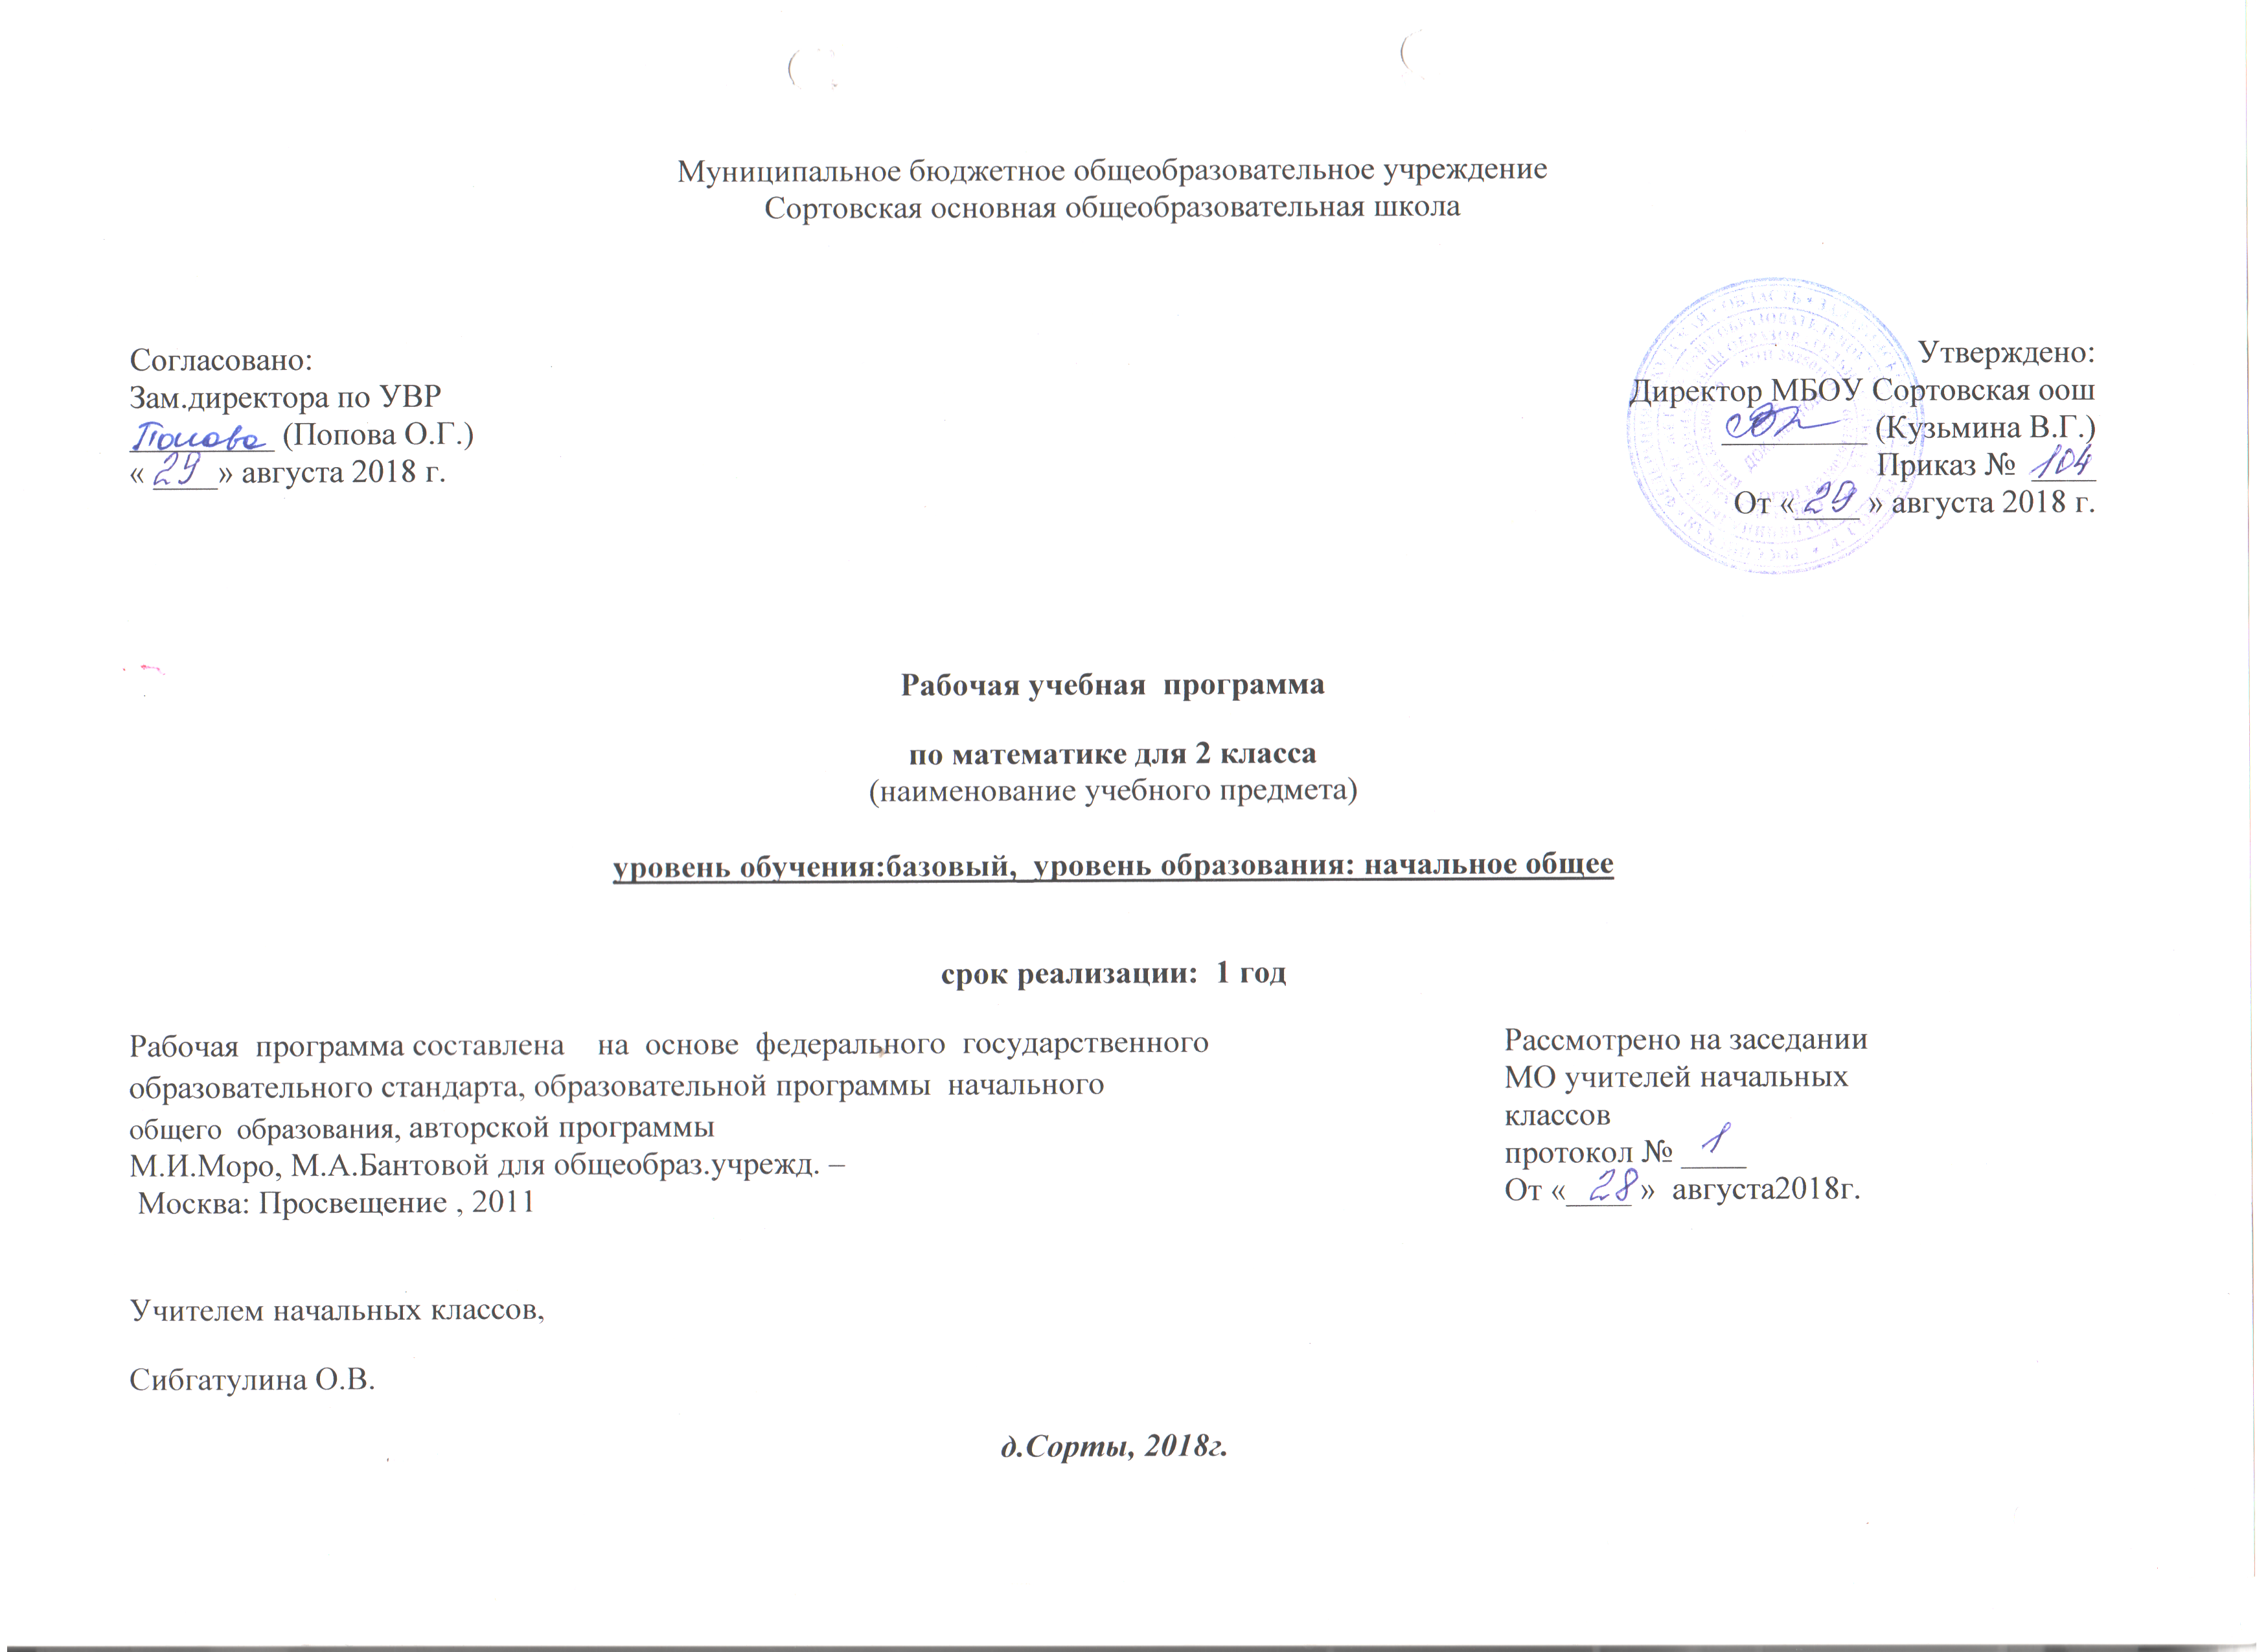 Муниципальное бюджетное общеобразовательное учреждение
Сортовская основная общеобразовательная школа
Согласовано:
Зам.директора по УВР
Попова (Попова О.Г.)
« 29 » августа 2018 г.
Утверждено:
Директор МБОУ Сортовская оош
(Кузьмина В.Г.)
Приказ № 104
От « 29 » августа 2018 г.
Рабочая учебная программа
по математике для 2 класса
(наименование учебного предмета)
уровень обучения:базовый, уровень образования: начальное общее
срок реализации: 1 год
Рабочая программа составлена на основе федерального государственного
образовательного стандарта, образовательной программы начального
общего образования, авторской программы
М.И.Моро, М.А.Бантовой для общеобраз.учрежд. –
Москва: Просвещение , 2011
Рассмотрено на заседании
МО учителей начальных
классов
протокол № 1
От « 28 » августа2018г.
Учителем начальных классов,
Сибгатулина О.В.
д.Сорты, 2018г.